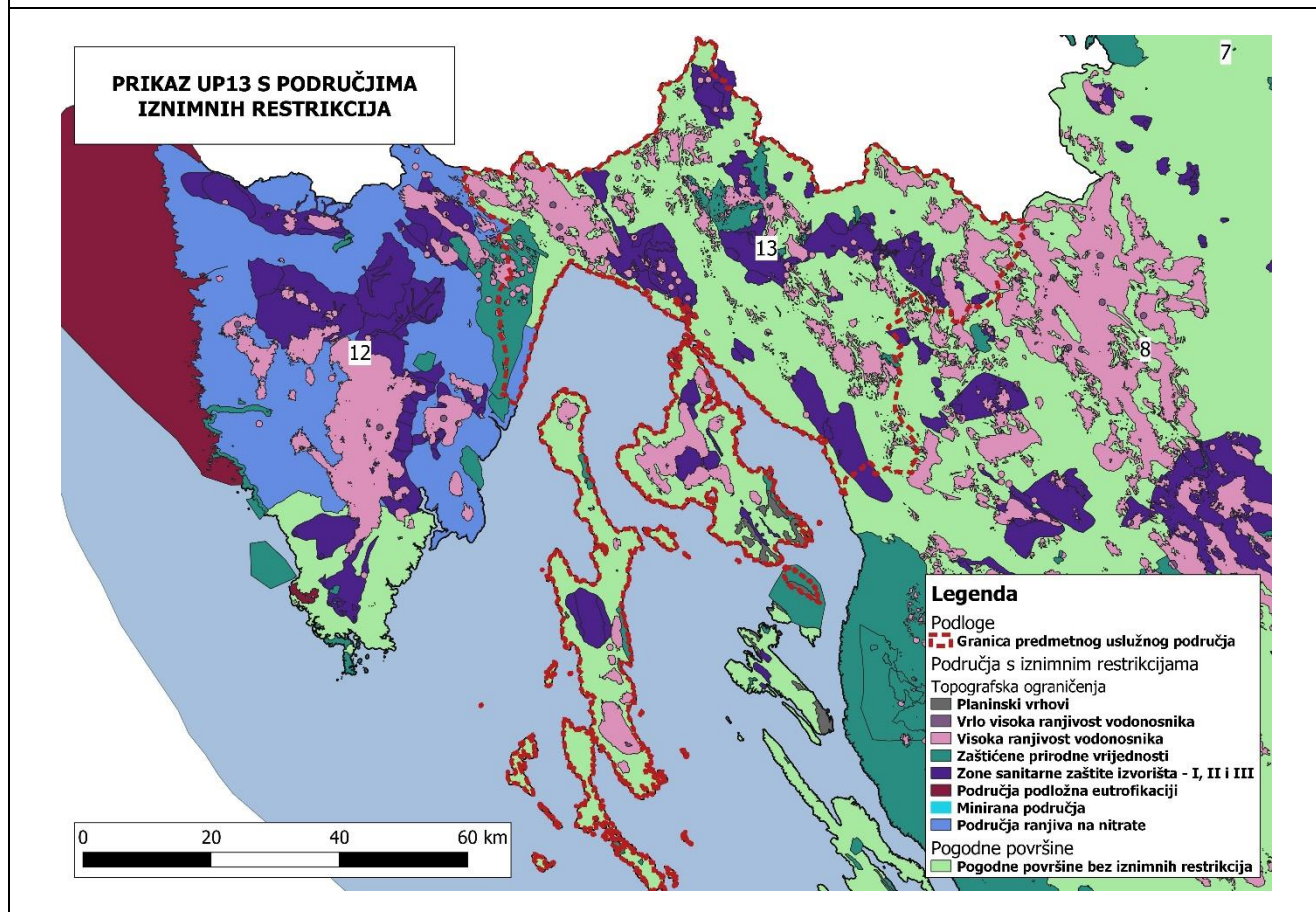 PRIKAZ UP13 S PODRUČJIMA
IZNIMNIH RESTRIKCIJA
7
13
12
8
Legenda
Podloge
Granica predmetnog uslužnog područja
Područja s iznimnim restrikcijama
Topografska ograničenja
Planinski vrhovi
Vrlo visoka ranjivost vodonosnika
Visoka ranjivost vodonosnika
Zaštićene prirodne vrijednosti
Zone sanitarne zaštite izvorišta - I, II i III
Područja podložna eutrofikaciji
Minirana područja
Područja ranjiva na nitrate
Pogodne površine
Pogodne površine bez iznimnih restrikcija
0 20 40 60 km